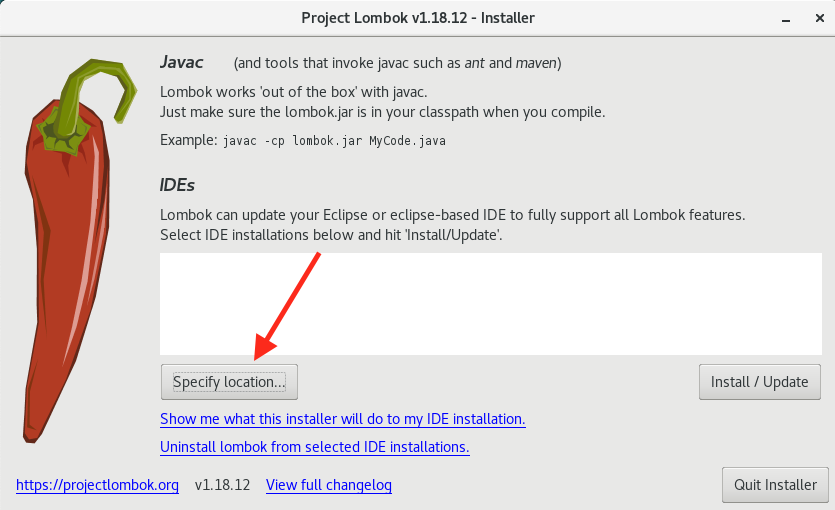 Project Lombok v1.18.12 - Installer
Javac (and tools that invoke javac such as ant and maven)
Lombok works 'out of the box' with javac.
Just make sure the lombok.jar is in your classpath when you compile.
Example: javac -cp lombok.jar MyCode.java
IDEs
Lombok can update your Eclipse or eclipse-based IDE to fully support all Lombok features.
Select IDE installations below and hit 'Install/Update'.
Specify location... Install / Update
Show me what this installer will do to my IDE installation.
Uninstall lombok from selected IDE installations.
https://projectlombok.org v1.18.12 View full changelog Quit Installer